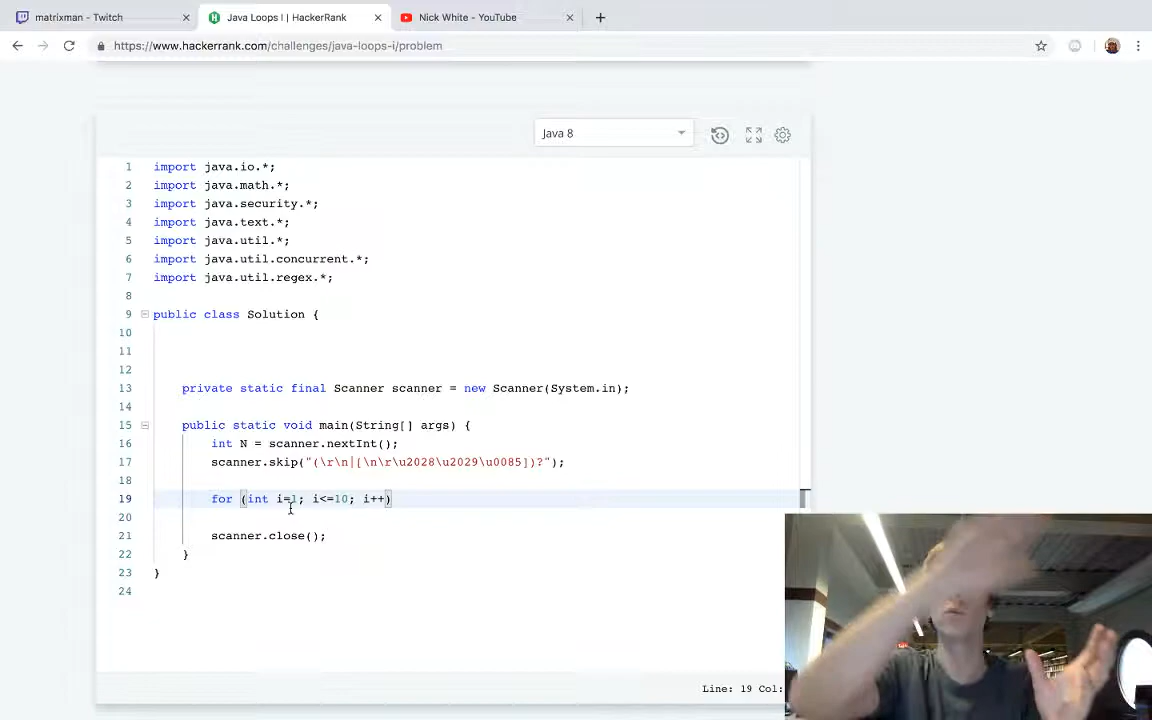 matrixman - Twitch
Java Loops I | HackerRank
Nick White - YouTube
https://www.hackerrank.com/challenges/java-loops-i/problem
Java 8
1 import java.io.*;
2 import java.math.*;
3 import java.security.*;
4 import java.text.*;
5 import java.util.*;
6 import java.util.concurrent.*;
7 import java.util.regex.*;
8
9 public class Solution {
10
11
12
13 private static final Scanner scanner = new Scanner(System.in);
14
15 public static void main(String[] args) {
16 int N = scanner.nextInt();
17 scanner.skip("(\r\n|[\n\r\u2028\u2029\u0085])?");
18
19 for (int i=1; i<=10; i++)
20
21 scanner.close();
22 }
23 }
24
Line: 19 Col: